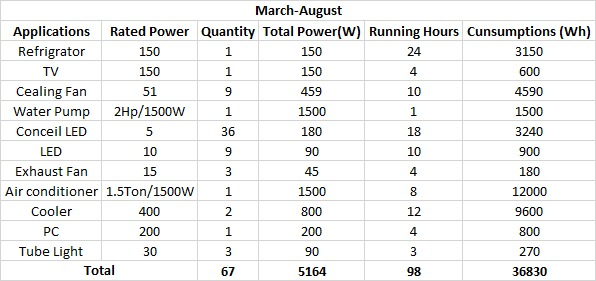 March-August
Applications Rated Power Quantity Total Power(W) Running Hours Cunsumptions (Wh)
Refrigrator 150 1 150 24 3150
TV 150 1 150 4 600
Cealing Fan 51 9 459 10 4590
Water Pump 2Hp/1500W 1 1500 1 1500
Conceil LED 5 36 180 18 3240
LED 10 9 90 10 900
Exhaust Fan 15 3 45 4 180
Air conditioner 1.5Ton/1500W 1 1500 8 12000
Cooler 400 2 800 12 9600
PC 200 1 200 4 800
Tube Light 30 3 90 3 270
Total 67 5164 98 36830